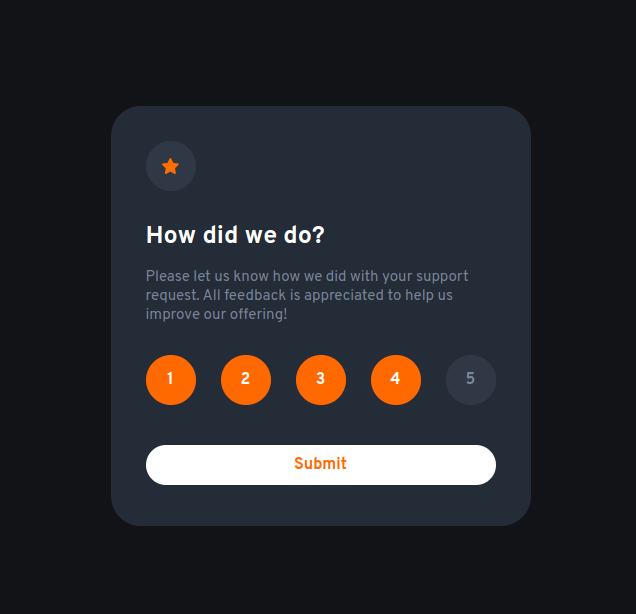 How did we do?
Please let us know how we did with your support
request. All feedback is appreciated to help us
improve our offering!
1 2 3 4 5
Submit